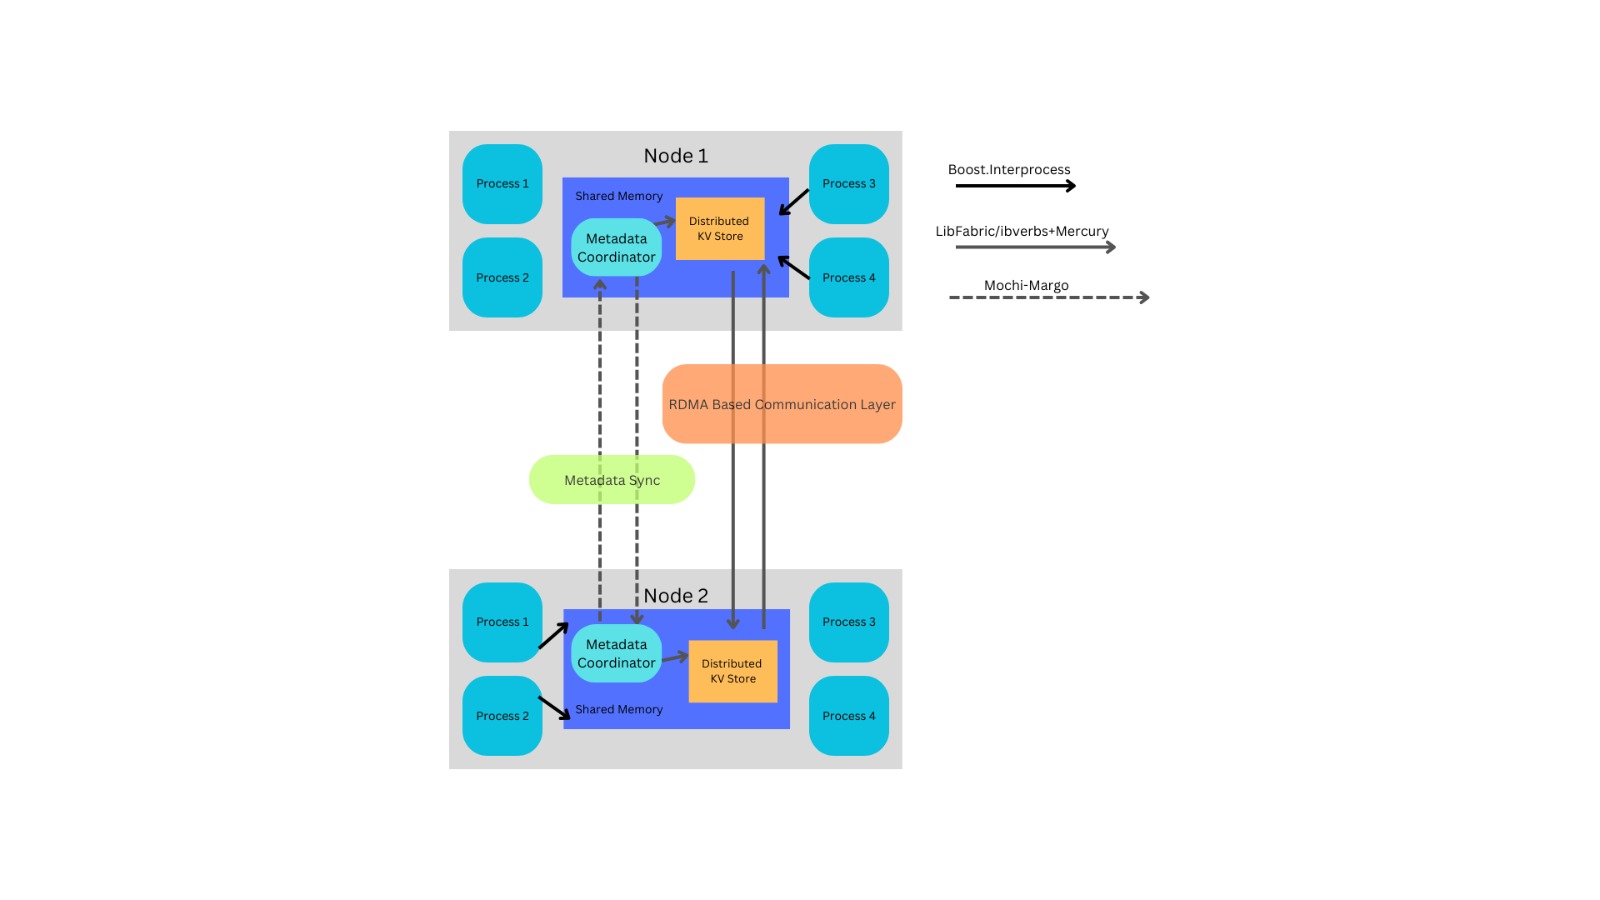 Node 1
Process 1
Process 2
Shared Memory
Metadata
Coordinator
Distributed
KV Store
Process 3
Process 4
Boost.Interprocess
LibFabric/ibverbs+Mercury
Mochi-Margo
RDMA Based Communication Layer
Metadata Sync
Node 2
Process 1
Process 2
Metadata
Coordinator
Distributed
KV Store
Shared Memory
Process 3
Process 4